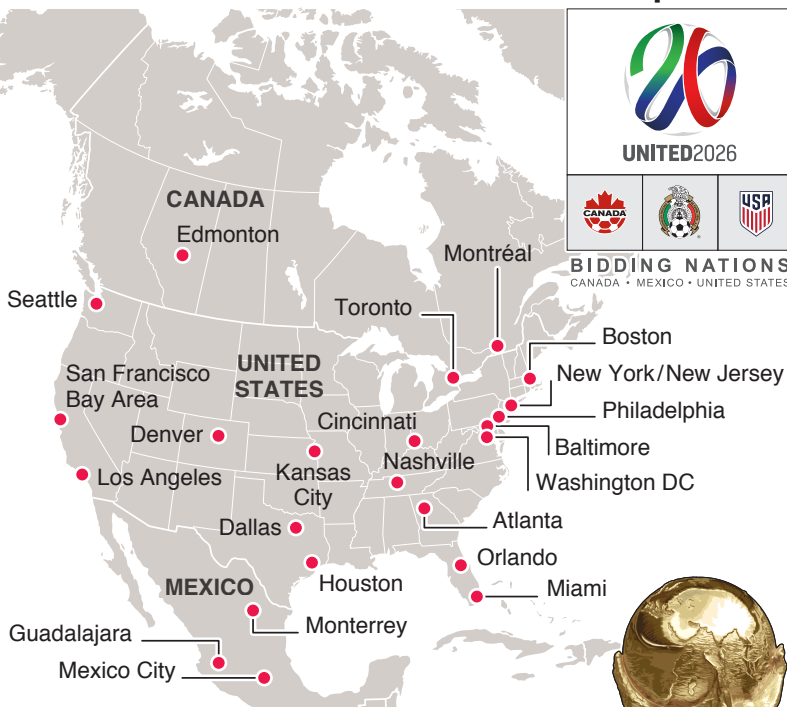 UNITED2026
CANADA
USA
BIDDING NATIONS
CANADA • MEXICO • UNITED STATES
CANADA
Edmonton
Montréal
Seattle
Toronto
Boston
UNITED
STATES
San Francisco
Bay Area
New York/New Jersey
Cincinnati
Philadelphia
Denver
Baltimore
Kansas
City
Nashville
Los Angeles
Washington DC
Dallas
Atlanta
Orlando
MEXICO
Houston
Miami
Monterrey
Guadalajara
Mexico City